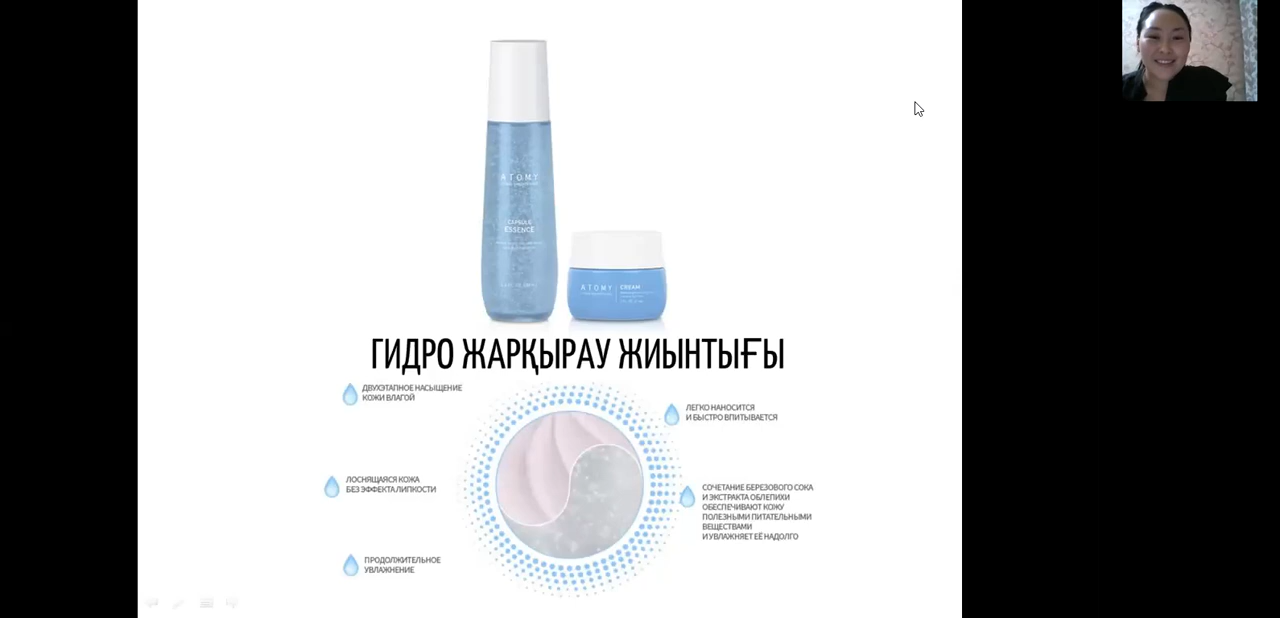 ATOMY
CAPSULE
ESSENCE
ATOMY
CREAM
ГИДРО ЖАРҚЫРАУ ЖИЫНТЫҒЫ
ДВУХЭТАПНОЕ НАСЫЩЕНИЕ
КОЖИ ВЛАГОЙ
ЛЕГКО НАНОСИТСЯ
И БЫСТРО ВПИТЫВАЕТСЯ
ЛОСНЯЩАЯСЯ КОЖА
БЕЗ ЭФФЕКТА ЛИПКОСТИ
СОЧЕТАНИЕ БЕРЕЗОВОГО СОКА
И ЭКСТРАКТА ОБЛЕПИХИ
ОБЕСПЕЧИВАЮТ КОЖУ
ПОЛЕЗНЫМИ ПИТАТЕЛЬНЫМИ
ВЕЩЕСТВАМИ
И УВЛАЖНЯЕТ ЕЁ НАДОЛГО
ПРОДОЛЖИТЕЛЬНОЕ
УВЛАЖНЕНИЕ